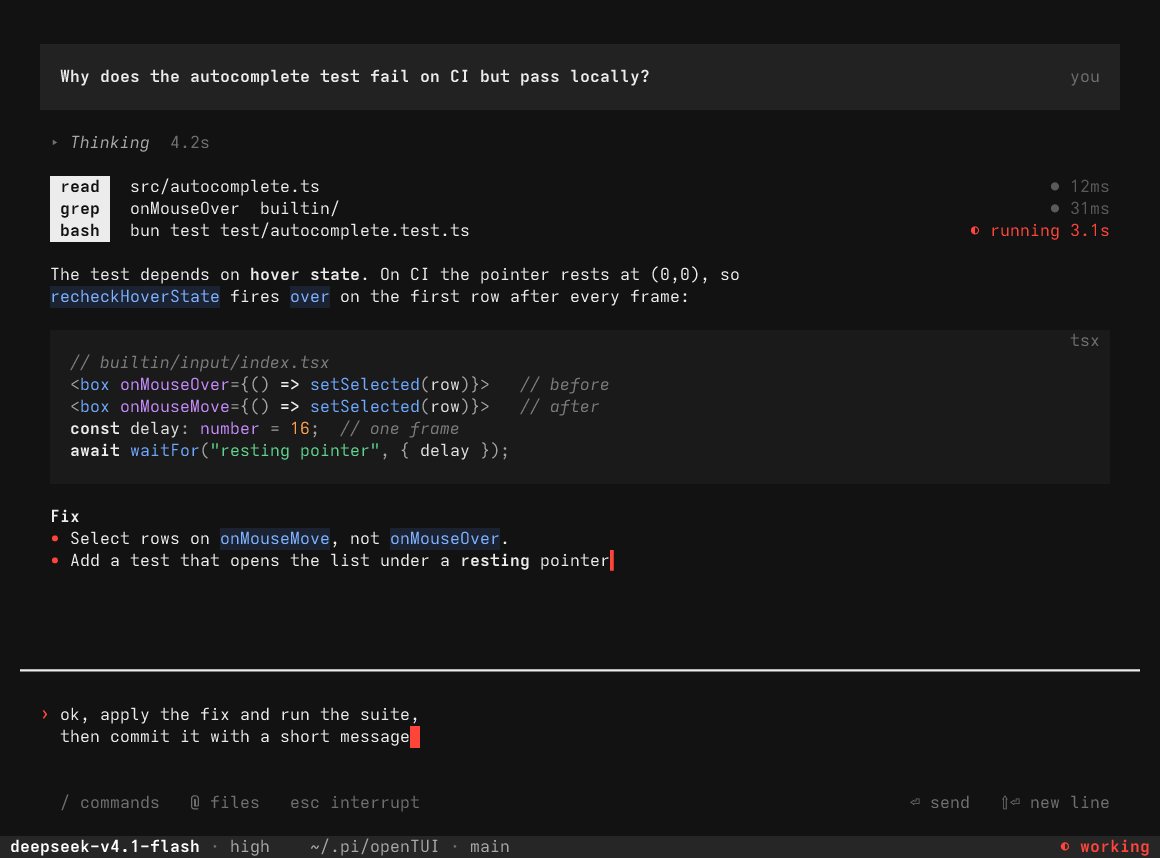 Why does the autocomplete test fail on CI but pass locally? you
▸ Thinking 4.2s
read src/autocomplete.ts ● 12ms
grep onMouseOver builtin/ ● 31ms
bash bun test test/autocomplete.test.ts ◐ running 3.1s
The test depends on hover state. On CI the pointer rests at (0,0), so
recheckHoverState fires over on the first row after every frame:
tsx
// builtin/input/index.tsx
<box onMouseOver={() => setSelected(row)}> // before
<box onMouseMove={() => setSelected(row)}> // after
const delay: number = 16; // one frame
await waitFor("resting pointer", { delay });
Fix
• Select rows on onMouseMove, not onMouseOver.
• Add a test that opens the list under a resting pointer
› ok, apply the fix and run the suite,
then commit it with a short message
/ commands @ files esc interrupt ⏎ send ⇧⏎ new line
deepseek-v4.1-flash · high ~/.pi/openTUI · main ◐ working